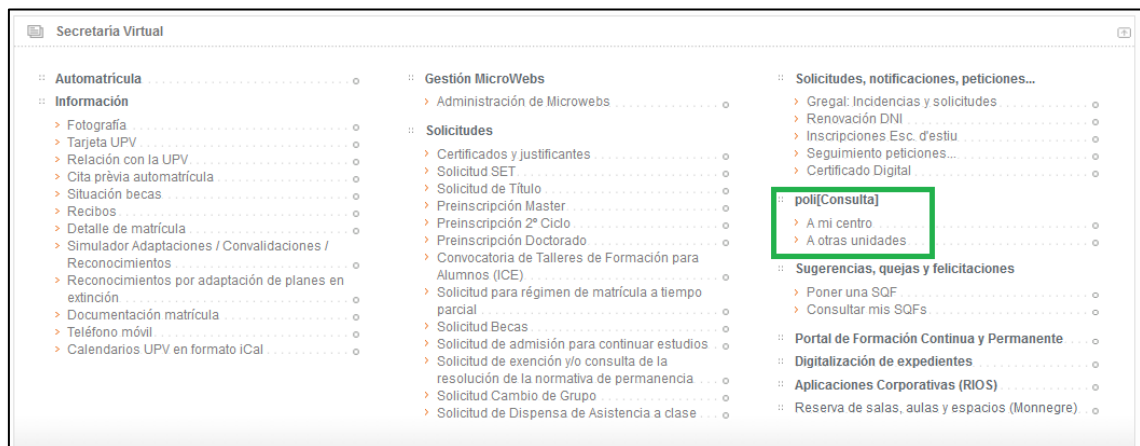 Secretaría Virtual
Automatrícula
Información
Fotografía
Tarjeta UPV
Relación con la UPV
Cita prèvia automatrícula
Situación becas
Recibos
Detalle de matrícula
Simulador Adaptaciones / Convalidaciones /
Reconocimientos
Reconocimientos por adaptación de planes en
extinción
Documentación matrícula
Teléfono móvil
Calendarios UPV en formato iCal
Gestión MicroWebs
Administración de Microwebs
Solicitudes
Certificados y justificantes
Solicitud SET
Solicitud de Título
Preinscripción Master
Preinscripción 2º Ciclo
Preinscripción Doctorado
Convocatoria de Talleres de Formación para
Alumnos (ICE)
Solicitud para régimen de matrícula a tiempo
parcial
Solicitud Becas
Solicitud de admisión para continuar estudios
Solicitud de exención y/o consulta de la
resolución de la normativa de permanencia
Solicitud Cambio de Grupo
Solicitud de Dispensa de Asistencia a clase
Solicitudes, notificaciones, peticiones...
Gregal: Incidencias y solicitudes
Renovación DNI
Inscripciones Esc. d'estiu
Seguimiento peticiones...
Certificado Digital
poli[Consulta]
A mi centro
A otras unidades
Sugerencias, quejas y felicitaciones
Poner una SQF
Consultar mis SQFs
Portal de Formación Continua y Permanente
Digitalización de expedientes
Aplicaciones Corporativas (RIOS)
Reserva de salas, aulas y espacios (Monnegre)